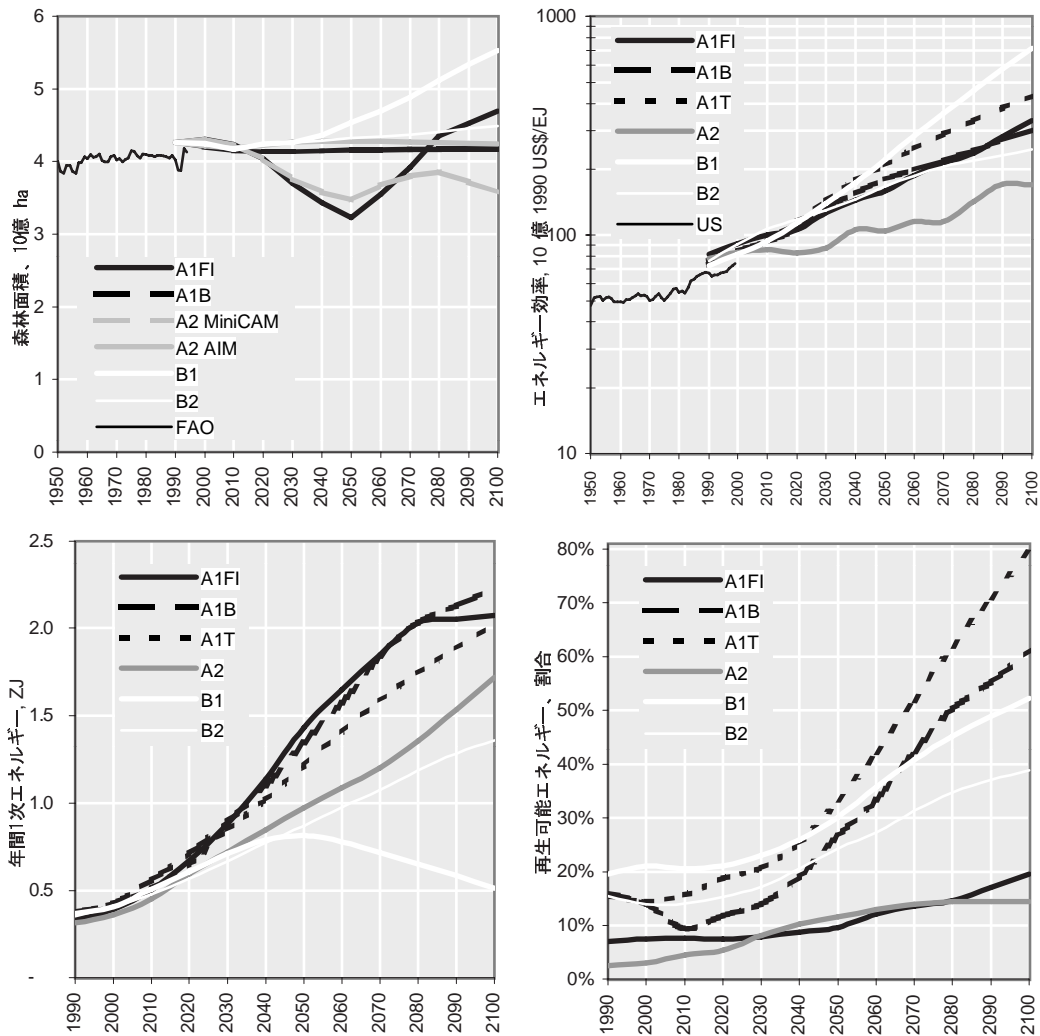 6
5
4
3
2
1
0
森林面積、10億 ha
A1FI
A1B
A2 MiniCAM
A2 AIM
B1
B2
FAO
1950
1960
1970
1980
1990
2000
2010
2020
2030
2040
2050
2060
2070
2080
2090
2100
1000
100
10
エネルギー効率, 10 億 1990 US$/EJ
A1FI
A1B
A1T
A2
B1
B2
US
1950
1960
1970
1980
1990
2000
2010
2020
2030
2040
2050
2060
2070
2080
2090
2100
2.5
2.0
1.5
1.0
0.5
-
年間1次エネルギー, ZJ
A1FI
A1B
A1T
A2
B1
B2
1990
2000
2010
2020
2030
2040
2050
2060
2070
2080
2090
2100
80%
70%
60%
50%
40%
30%
20%
10%
0%
再生可能エネルギー、割合
A1FI
A1B
A1T
A2
B1
B2
1990
2000
2010
2020
2030
2040
2050
2060
2070
2080
2090
2100